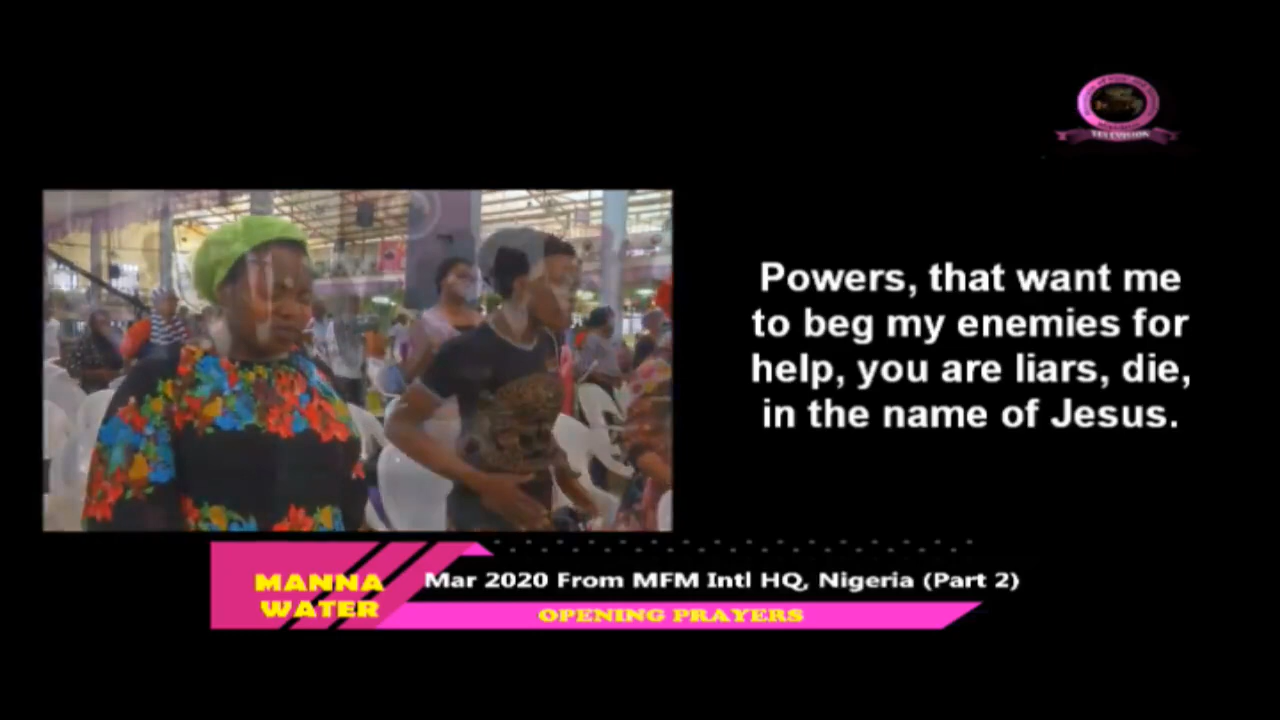 TELEVISION
Powers, that want me
to beg my enemies for
help, you are liars, die,
in the name of Jesus.
MANNA
WATER
Mar 2020 From MFM Intl HQ, Nigeria (Part 2)
OPENING PRAYERS